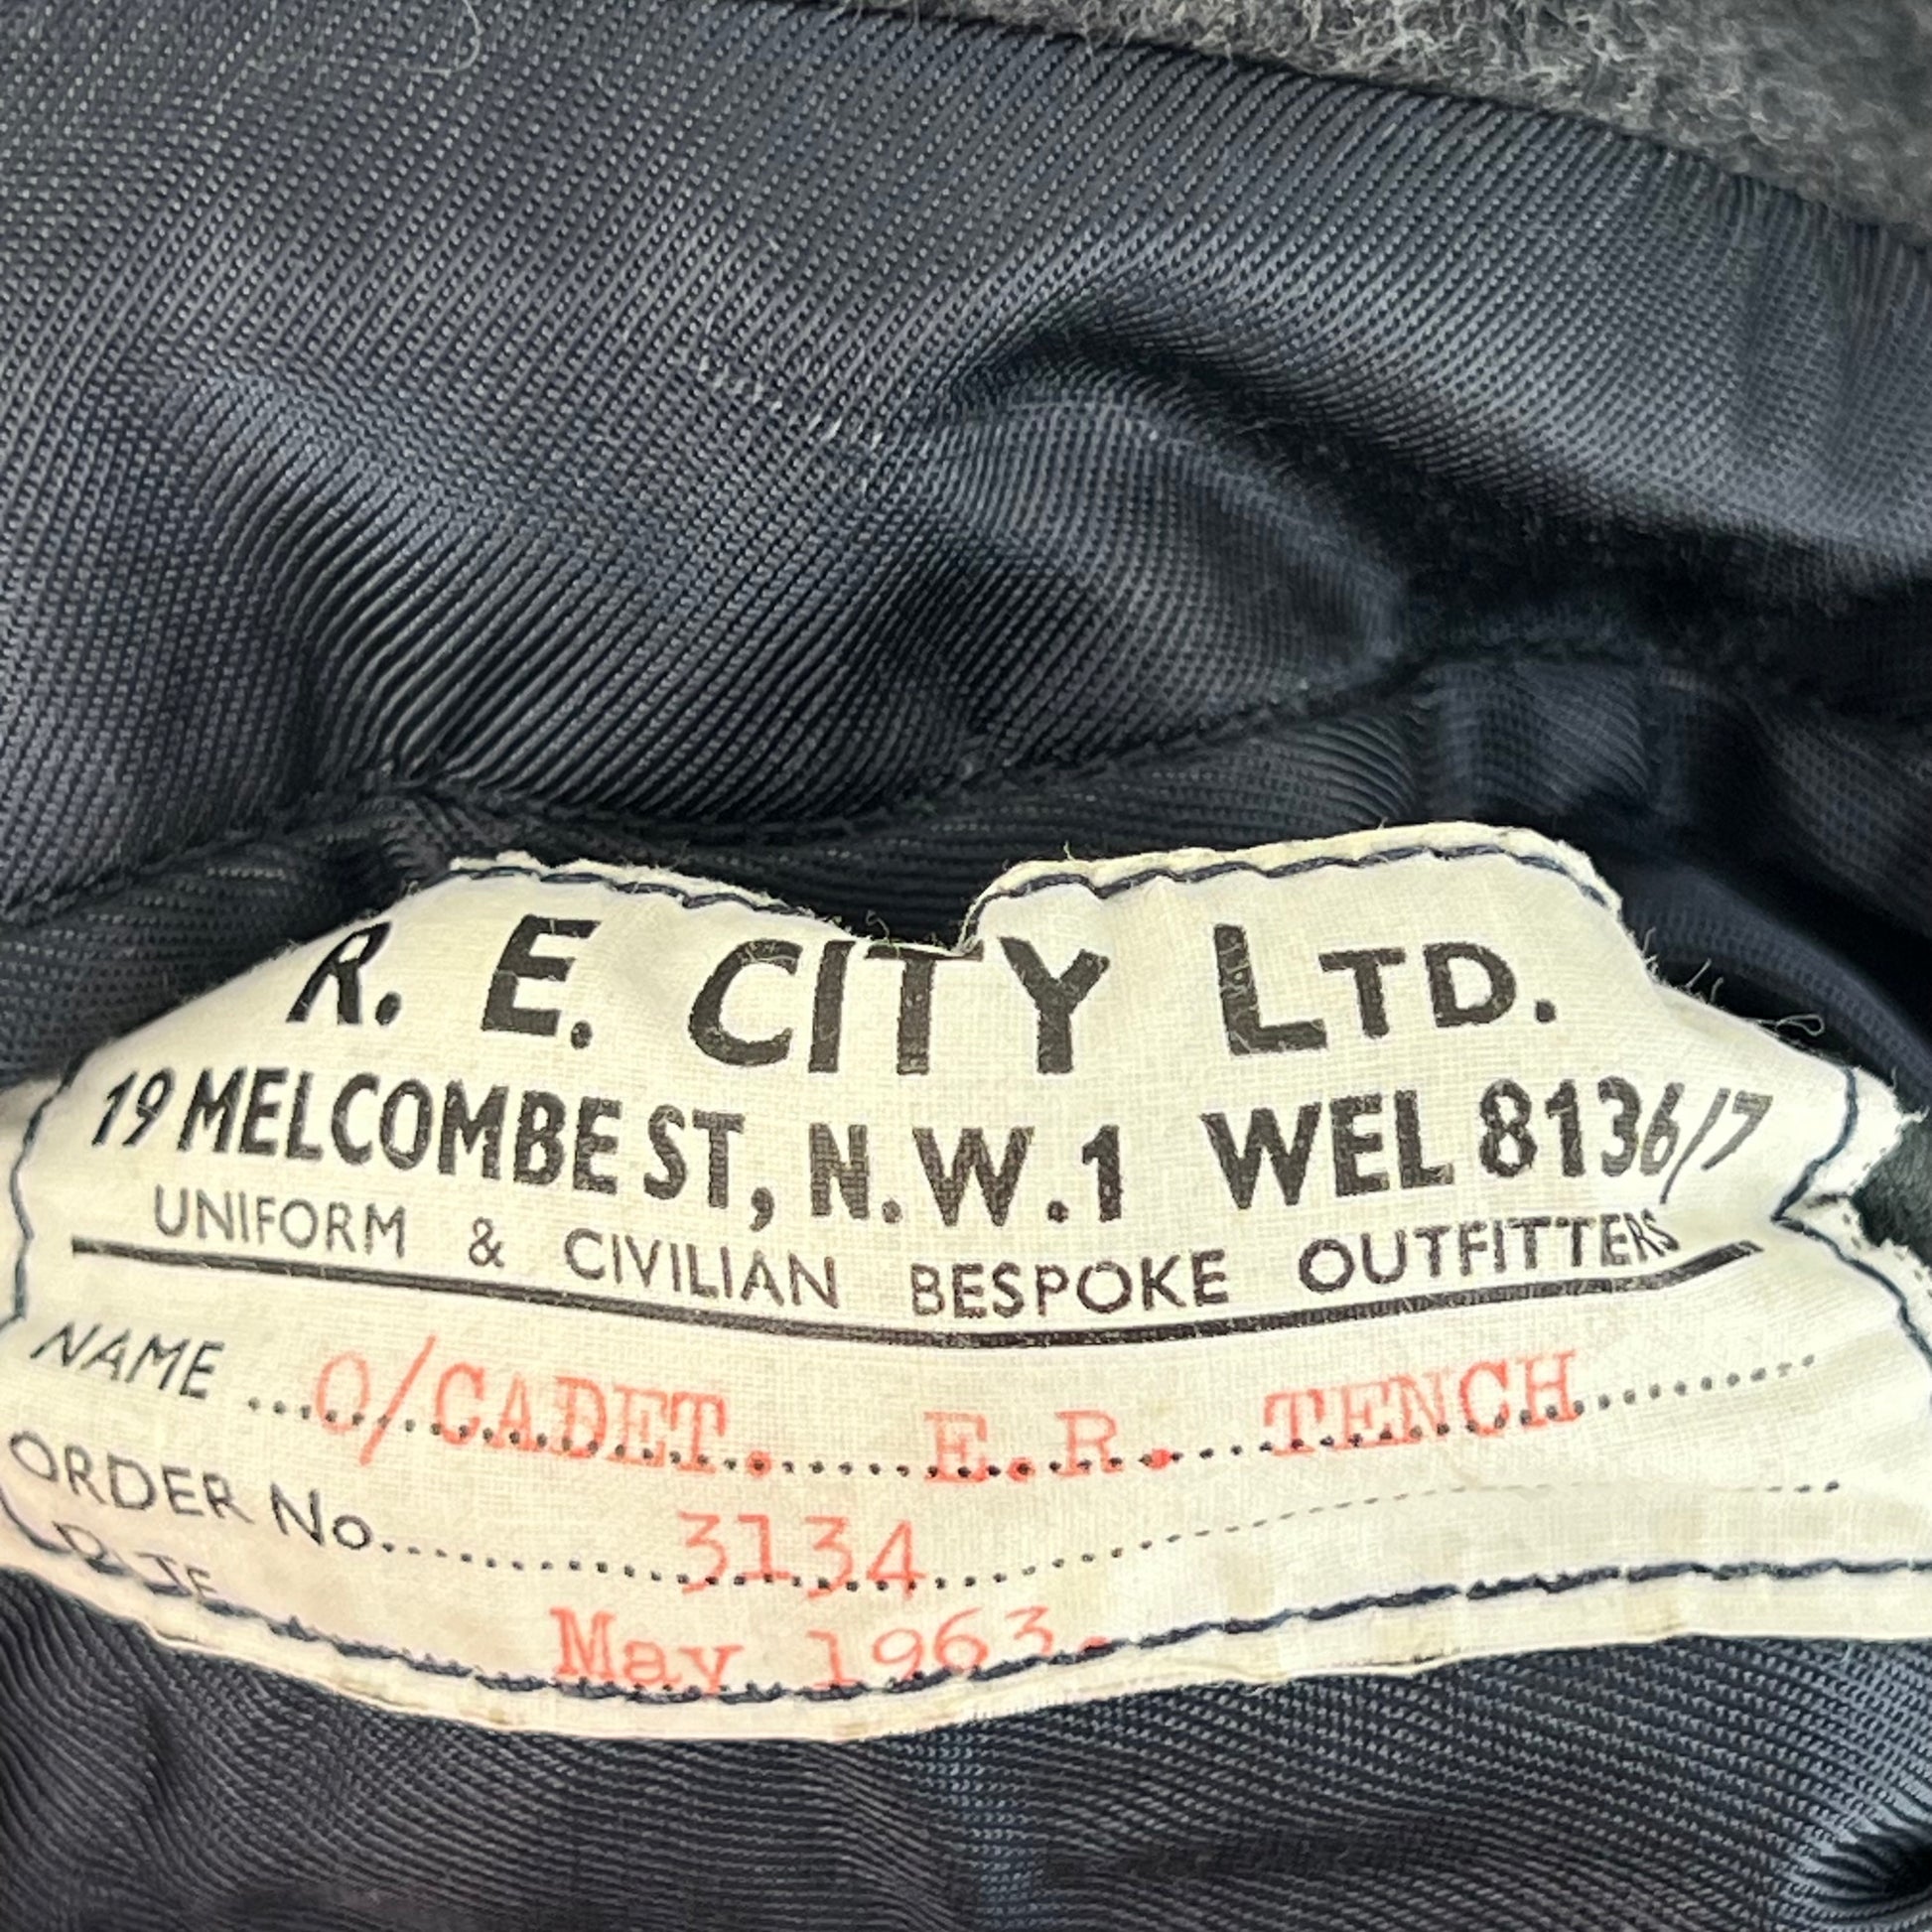 R. E. CITY LTD.
19 MELCOMBE ST, N.W.1 WEL 8136/7
UNIFORM & CIVILIAN BESPOKE OUTFITTERS
NAME O/CADET. E.R. TENCH
ORDER No. 3134
May 1963.